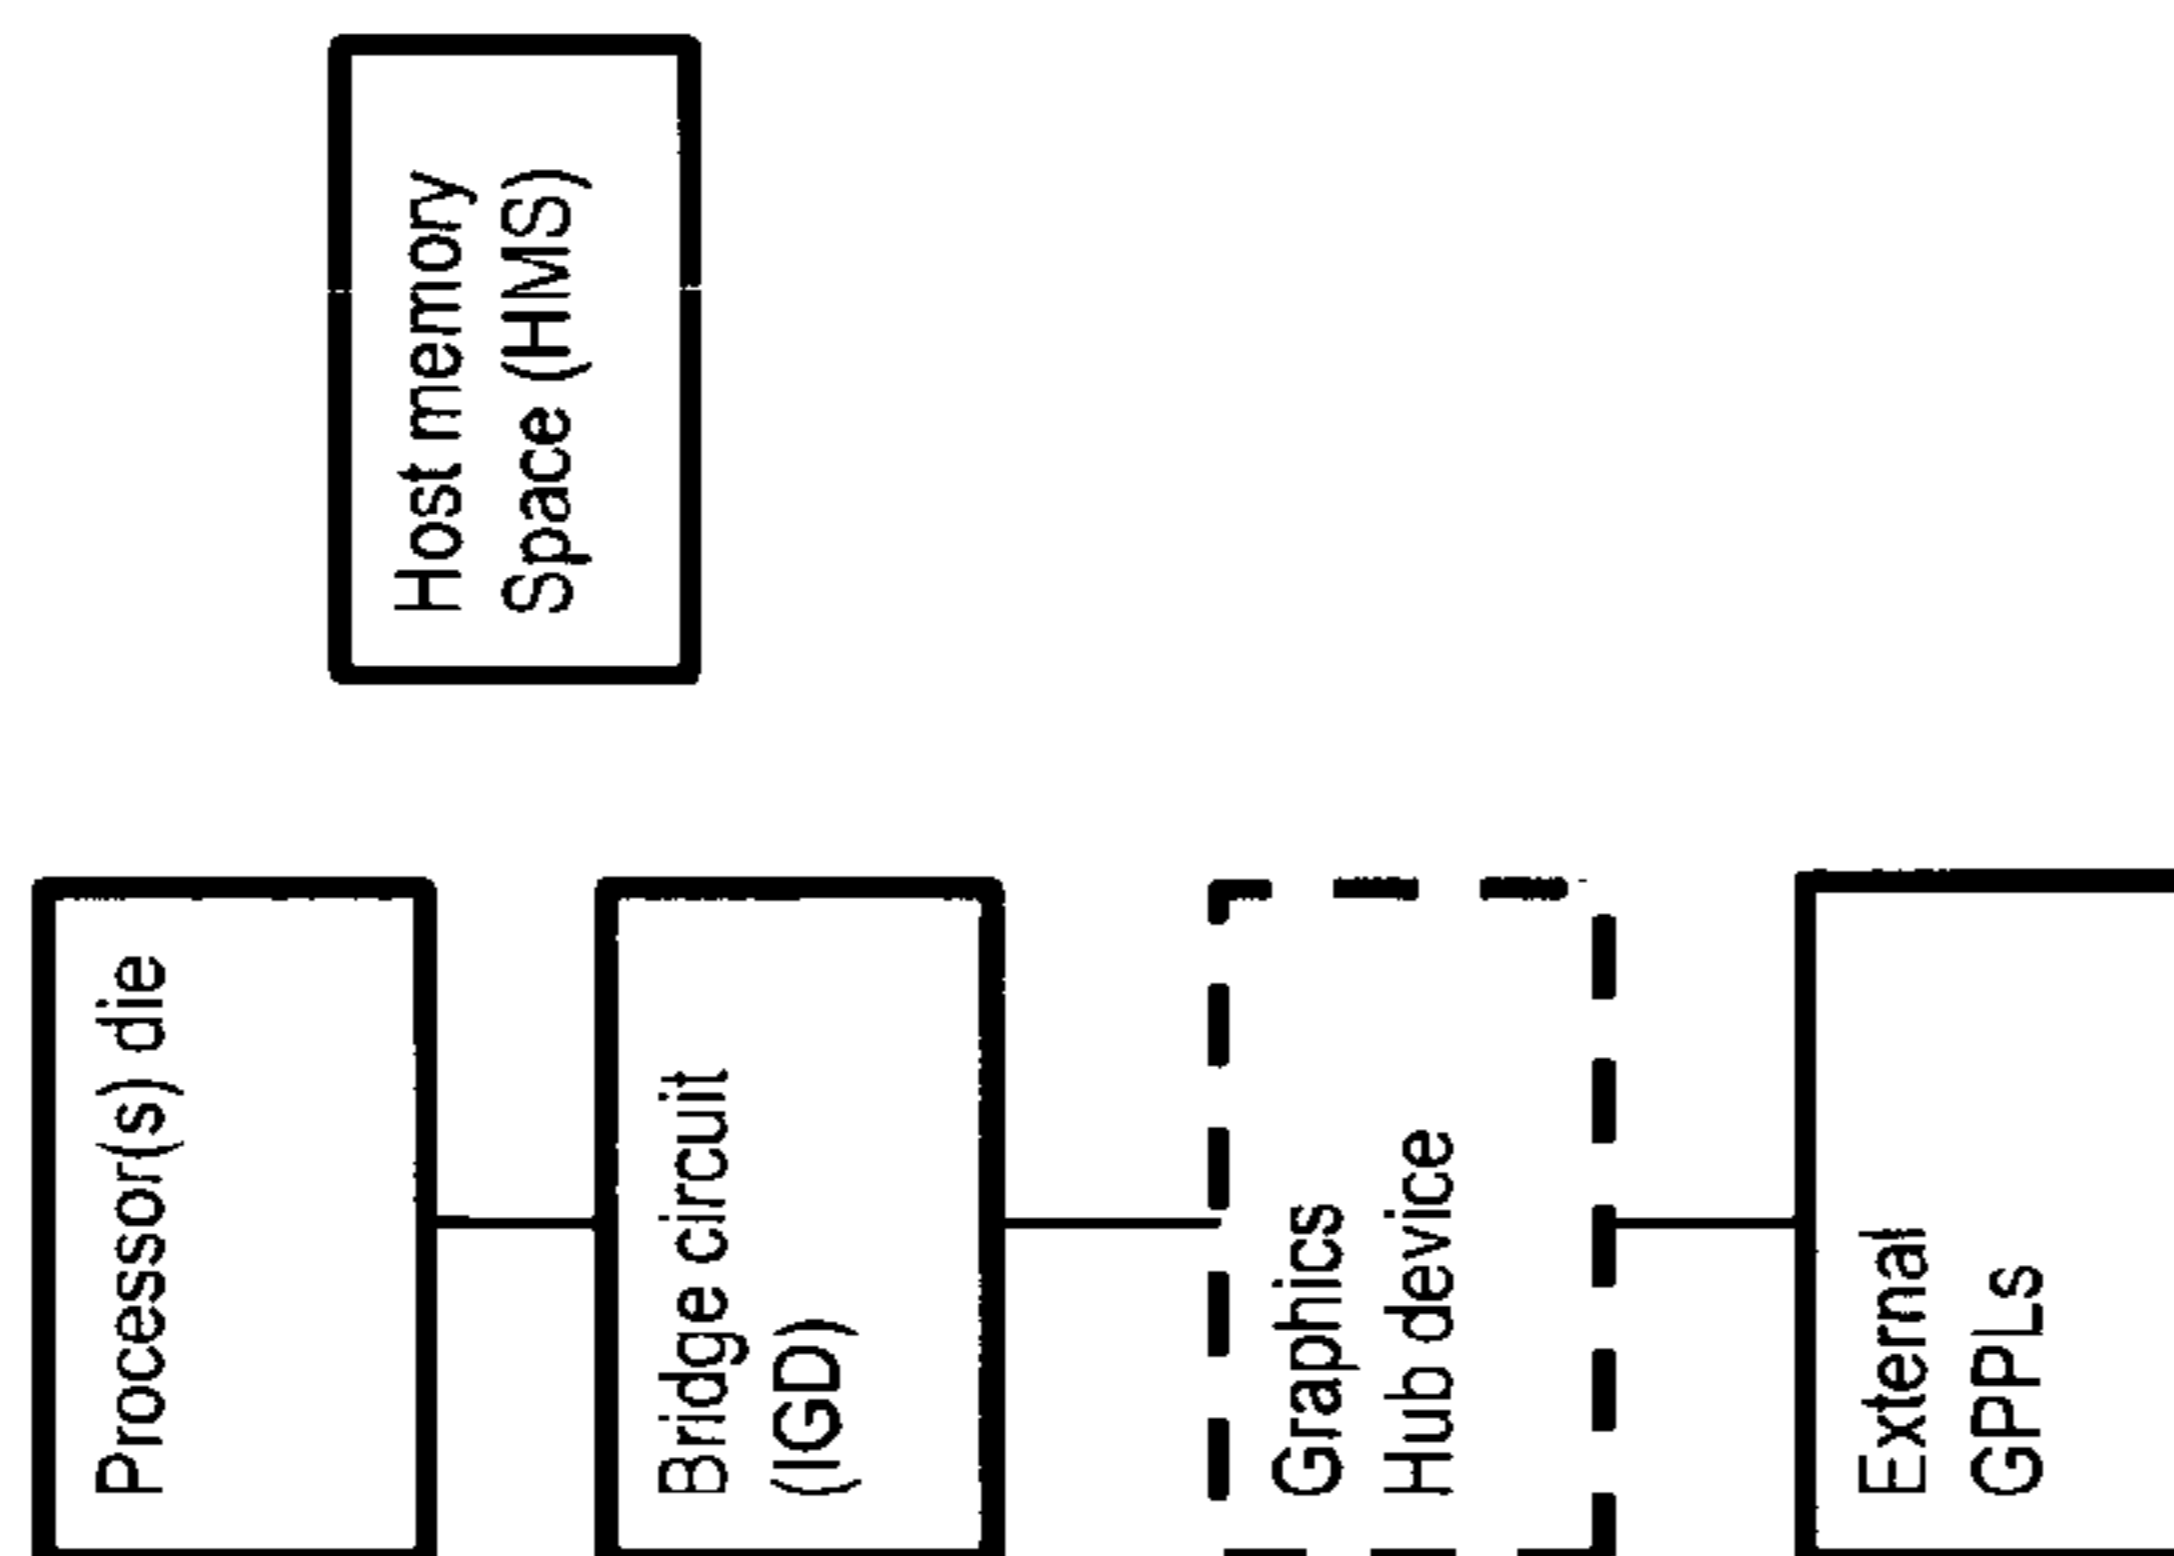 Host memory
Space (HMS)
Processor(s) die
Bridge circuit
(IGD)
Graphics
Hub device
External
GPPLs